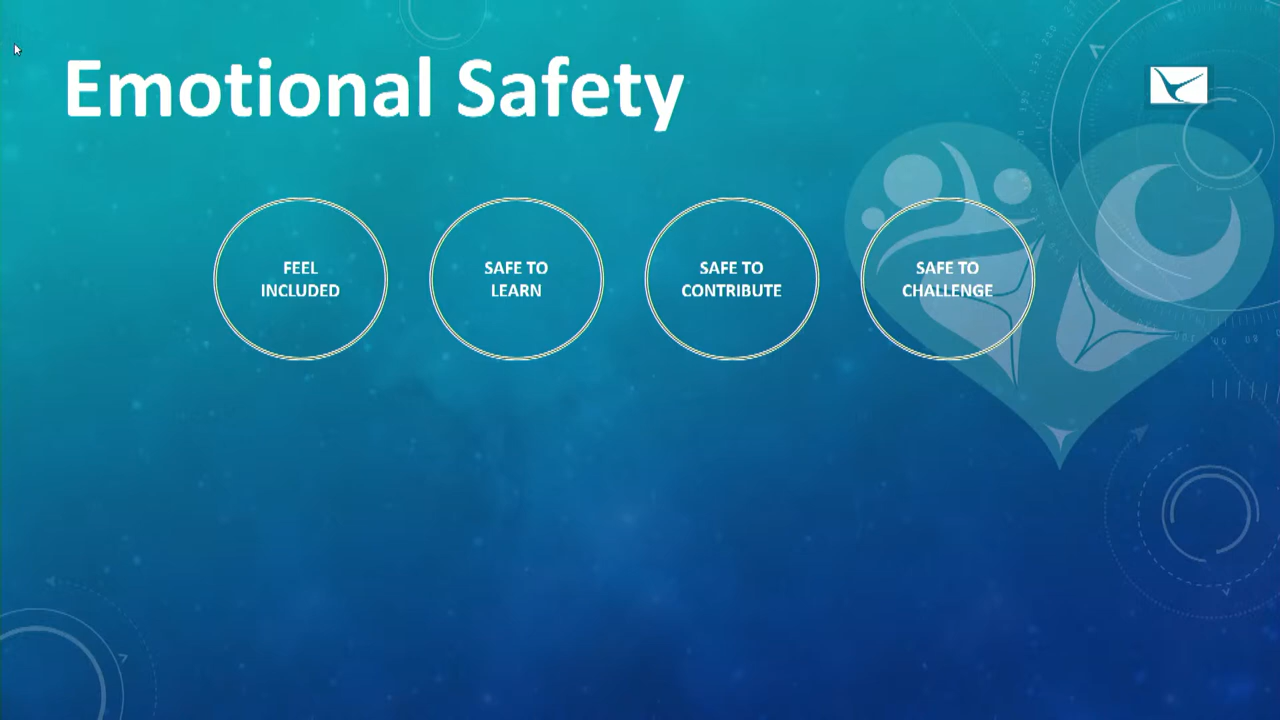 Emotional Safety
FEEL
INCLUDED
SAFE TO
LEARN
SAFE TO
CONTRIBUTE
SAFE TO
CHALLENGE